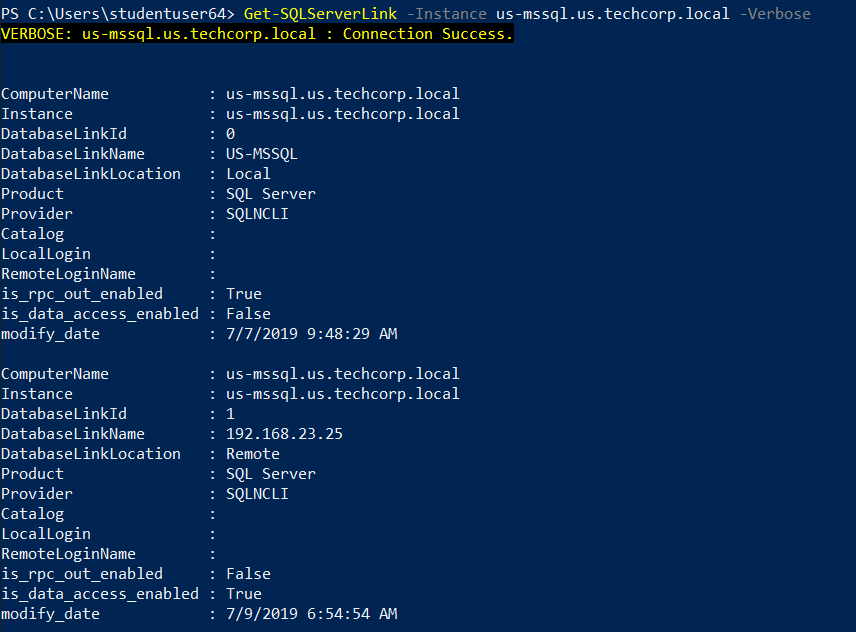 PS C:\Users\studentuser64> Get-SQLServerLink -Instance us-mssql.us.techcorp.local -Verbose
VERBOSE: us-mssql.us.techcorp.local : Connection Success.
ComputerName : us-mssql.us.techcorp.local
Instance : us-mssql.us.techcorp.local
DatabaseLinkId : 0
DatabaseLinkName : US-MSSQL
DatabaseLinkLocation : Local
Product : SQL Server
Provider : SQLNCLI
Catalog :
LocalLogin :
RemoteLoginName :
is_rpc_out_enabled : True
is_data_access_enabled : False
modify_date : 7/7/2019 9:48:29 AM
ComputerName : us-mssql.us.techcorp.local
Instance : us-mssql.us.techcorp.local
DatabaseLinkId : 1
DatabaseLinkName : 192.168.23.25
DatabaseLinkLocation : Remote
Product : SQL Server
Provider : SQLNCLI
Catalog :
LocalLogin :
RemoteLoginName :
is_rpc_out_enabled : False
is_data_access_enabled : True
modify_date : 7/9/2019 6:54:54 AM